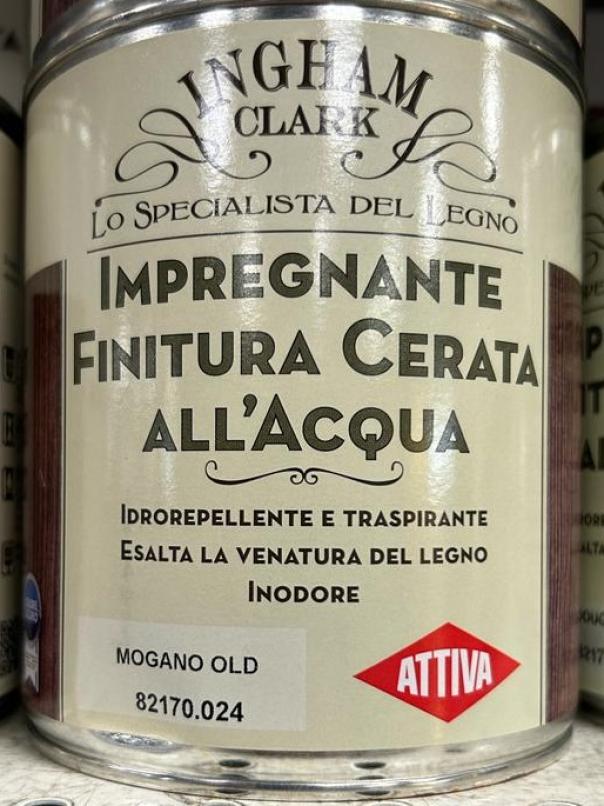 INGHAM
CLARK
LO SPECIALISTA DEL LEGNO
IMPREGNANTE
FINITURA CERATA
ALL'ACQUA
IDROREPELLENTE E TRASPIRANTE
ESALTA LA VENATURA DEL LEGNO
INODORE
MOGANO OLD
82170.024
ATTIVA